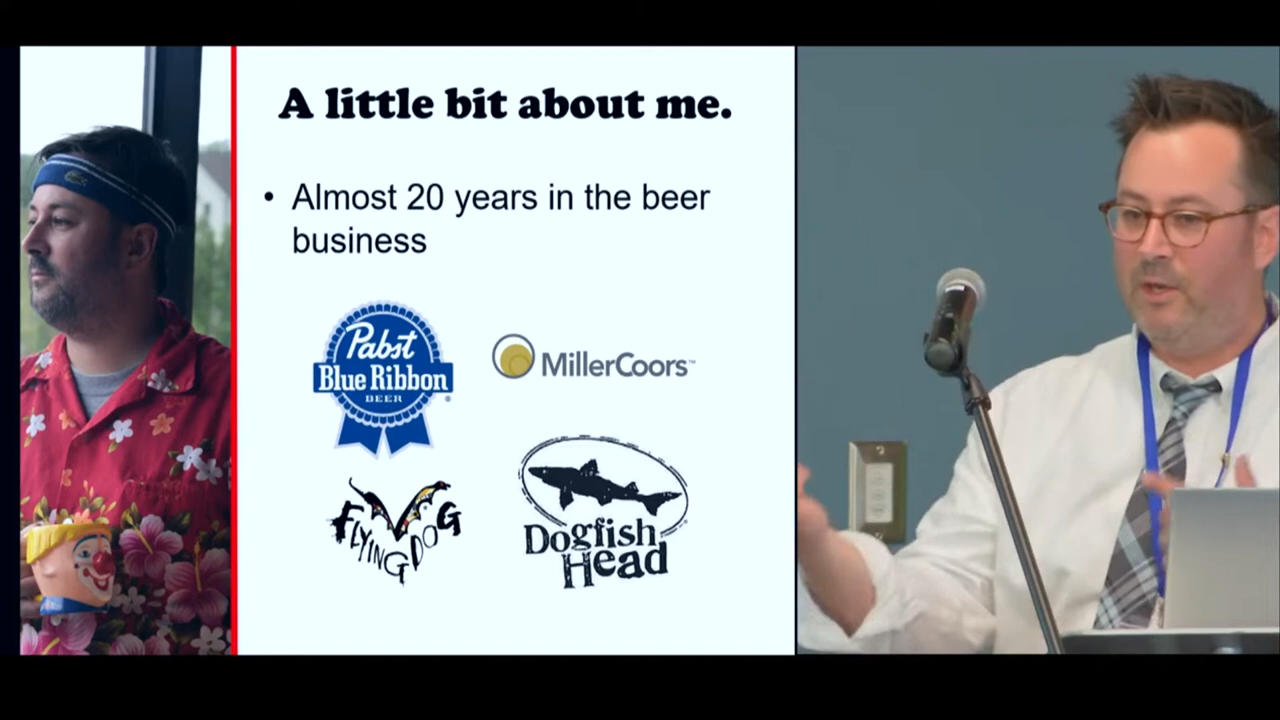 A little bit about me.
• Almost 20 years in the beer
business
Pabst
Blue Ribbon
BEER
MillerCoors™
FLYING DOG
Dogfish
Head